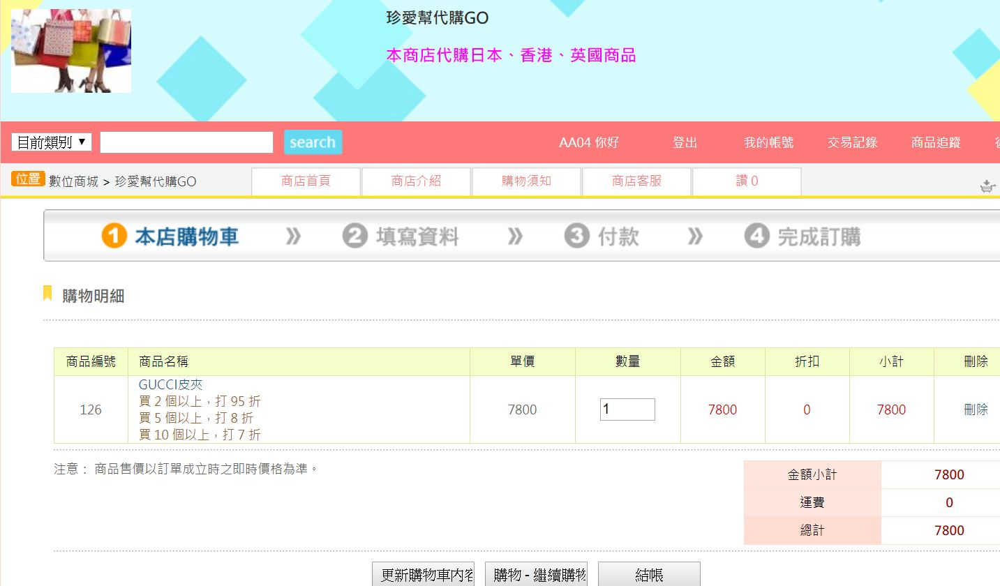 珍愛幫代購GO
本商店代購日本、香港、英國商品
目前類別 ▼ search AA04 你好 登出 我的帳號 交易記錄 商品追蹤
位置 數位商城 > 珍愛幫代購GO 商店首頁 商店介紹 購物須知 商店客服 讚 0
1 本店購物車 » 2 填寫資料 » 3 付款 » 4 完成訂購
購物明細
商品編號 商品名稱 單價 數量 金額 折扣 小計 刪除
GUCCI皮夾
買 2 個以上，打 95 折
126 7800 1 7800 0 7800 刪除
買 5 個以上，打 8 折
買 10 個以上，打 7 折
注意： 商品售價以訂單成立時之即時價格為準。
金額小計 7800
運費 0
總計 7800
更新購物車內容 購物 - 繼續購物 結帳